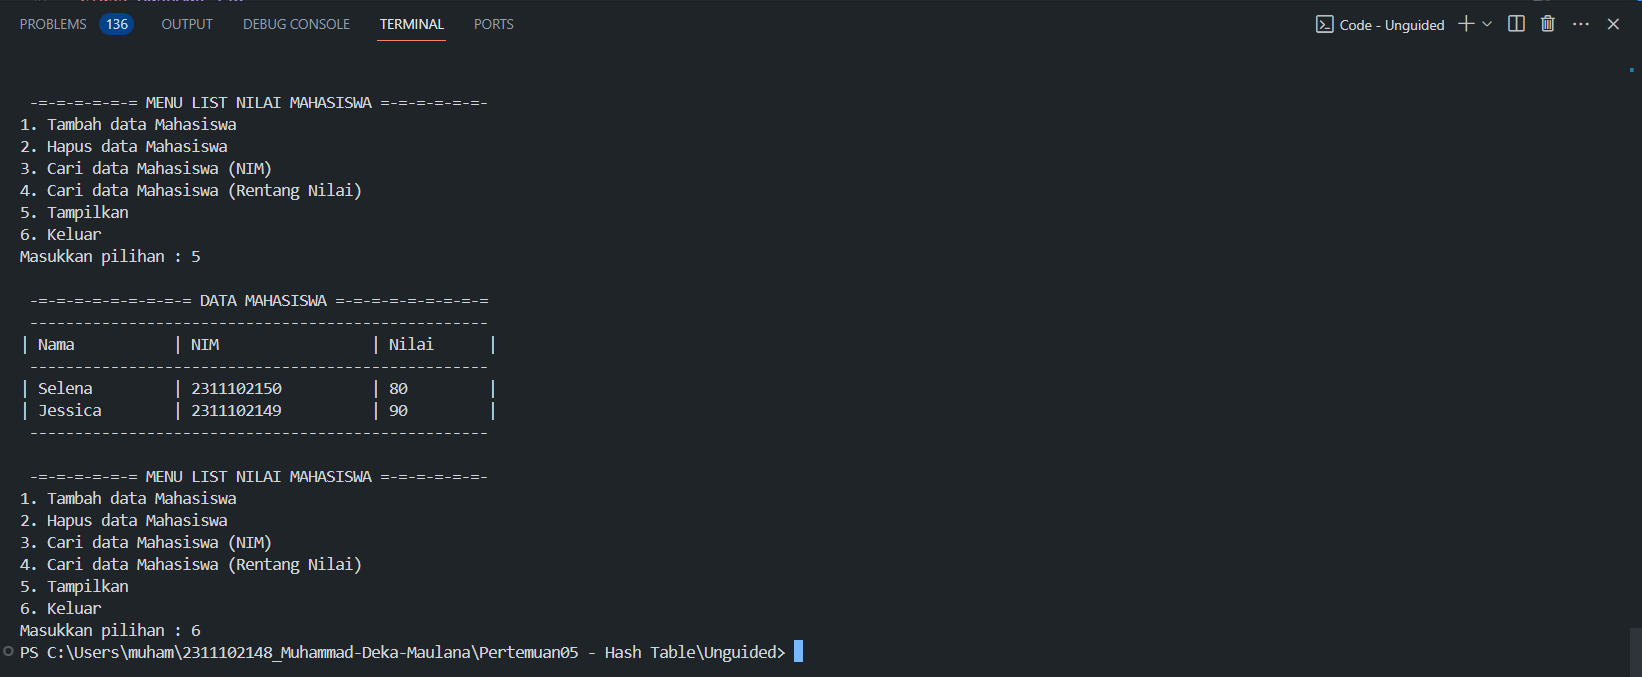 PROBLEMS 136 OUTPUT DEBUG CONSOLE TERMINAL PORTS Code - Unguided
-=-=-=-=-=-= MENU LIST NILAI MAHASISWA =-=-=-=-=-=-
1. Tambah data Mahasiswa
2. Hapus data Mahasiswa
3. Cari data Mahasiswa (NIM)
4. Cari data Mahasiswa (Rentang Nilai)
5. Tampilkan
6. Keluar
Masukkan pilihan : 5
-=-=-=-=-=-=-=-=-= DATA MAHASISWA =-=-=-=-=-=-=-=-=
---------------------------------------------------
| Nama | NIM | Nilai |
---------------------------------------------------
| Selena | 2311102150 | 80 |
| Jessica | 2311102149 | 90 |
---------------------------------------------------
-=-=-=-=-=-= MENU LIST NILAI MAHASISWA =-=-=-=-=-=-
1. Tambah data Mahasiswa
2. Hapus data Mahasiswa
3. Cari data Mahasiswa (NIM)
4. Cari data Mahasiswa (Rentang Nilai)
5. Tampilkan
6. Keluar
Masukkan pilihan : 6
PS C:\Users\muham\2311102148_Muhammad-Deka-Maulana\Pertemuan05 - Hash Table\Unguided>